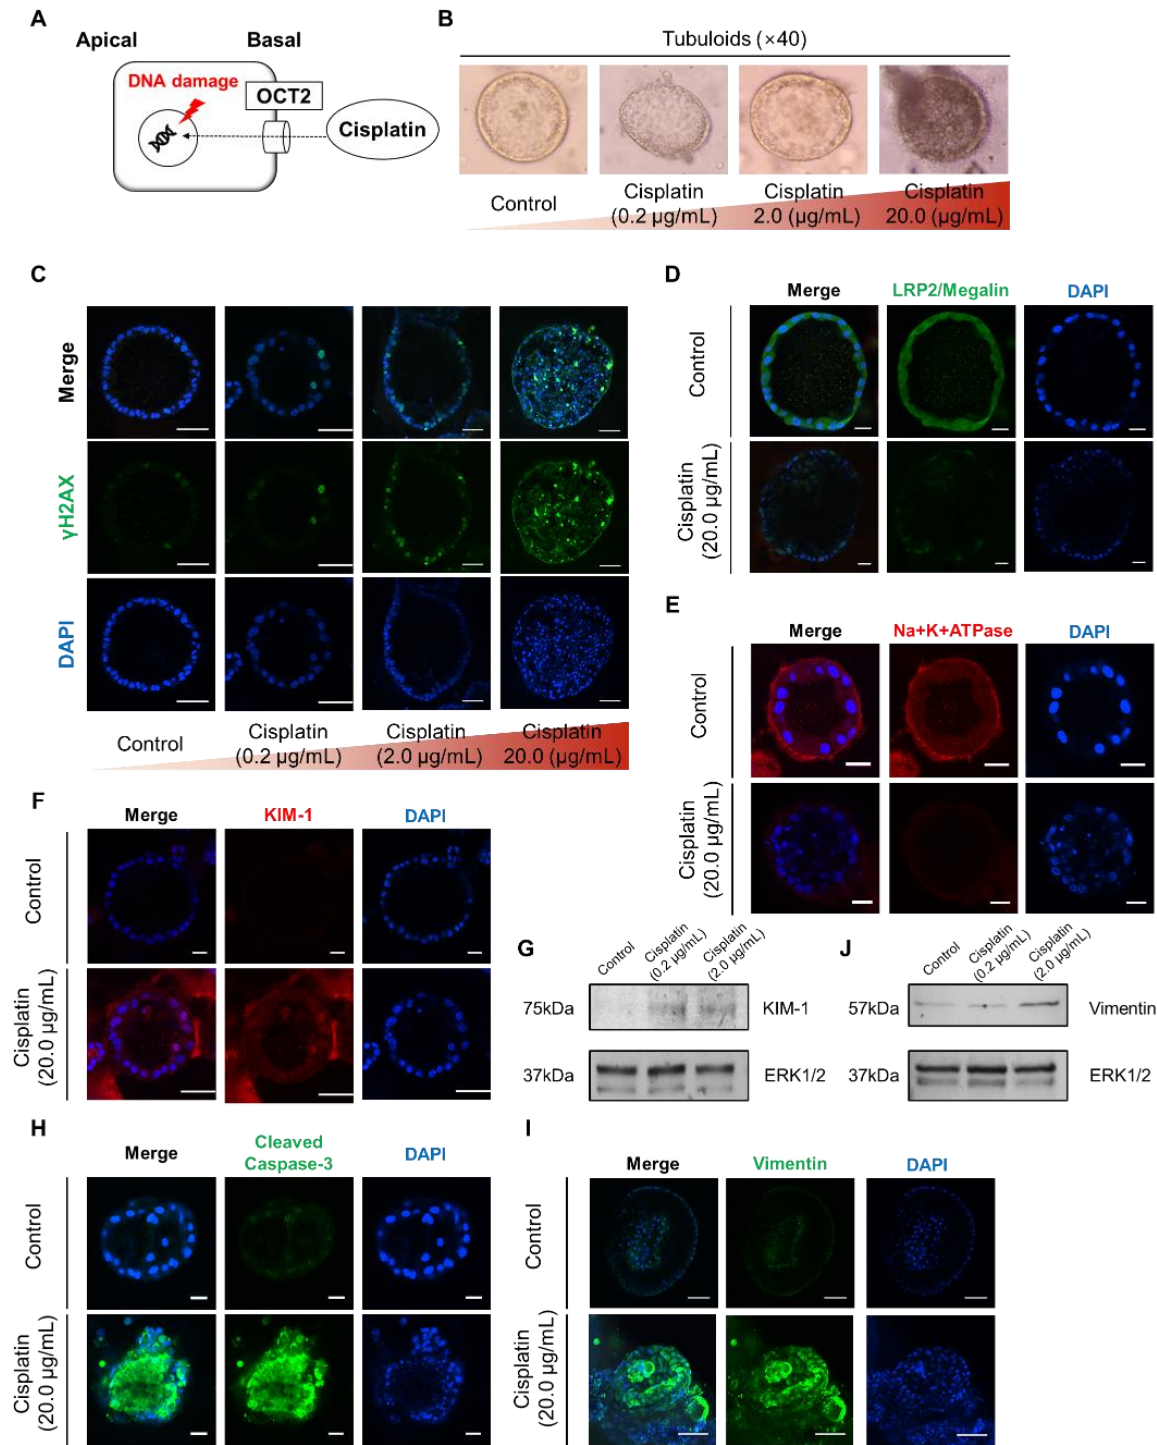 A
Apical
Basal
DNA damage
OCT2
Cisplatin
B
Tubuloids (×40)
Control
Cisplatin
(0.2 µg/mL)
Cisplatin
2.0 (µg/mL)
Cisplatin
20.0 (µg/mL)
C
Merge
γH2AX
DAPI
Control
Cisplatin
(0.2 µg/mL)
Cisplatin
(2.0 µg/mL)
Cisplatin
20.0 (µg/mL)
D
Merge
LRP2/Megalin
DAPI
Control
Cisplatin
(20.0 µg/mL)
E
Merge
Na+K+ATPase
DAPI
Control
Cisplatin
(20.0 µg/mL)
F
Merge
KIM-1
DAPI
Control
Cisplatin
(20.0 µg/mL)
G
Control
Cisplatin
(0.2 µg/mL)
Cisplatin
(2.0 µg/mL)
75kDa
KIM-1
37kDa
ERK1/2
J
Control
Cisplatin
(0.2 µg/mL)
Cisplatin
(2.0 µg/mL)
57kDa
Vimentin
37kDa
ERK1/2
H
Merge
Cleaved
Caspase-3
DAPI
Control
Cisplatin
(20.0 µg/mL)
I
Merge
Vimentin
DAPI
Control
Cisplatin
(20.0 µg/mL)